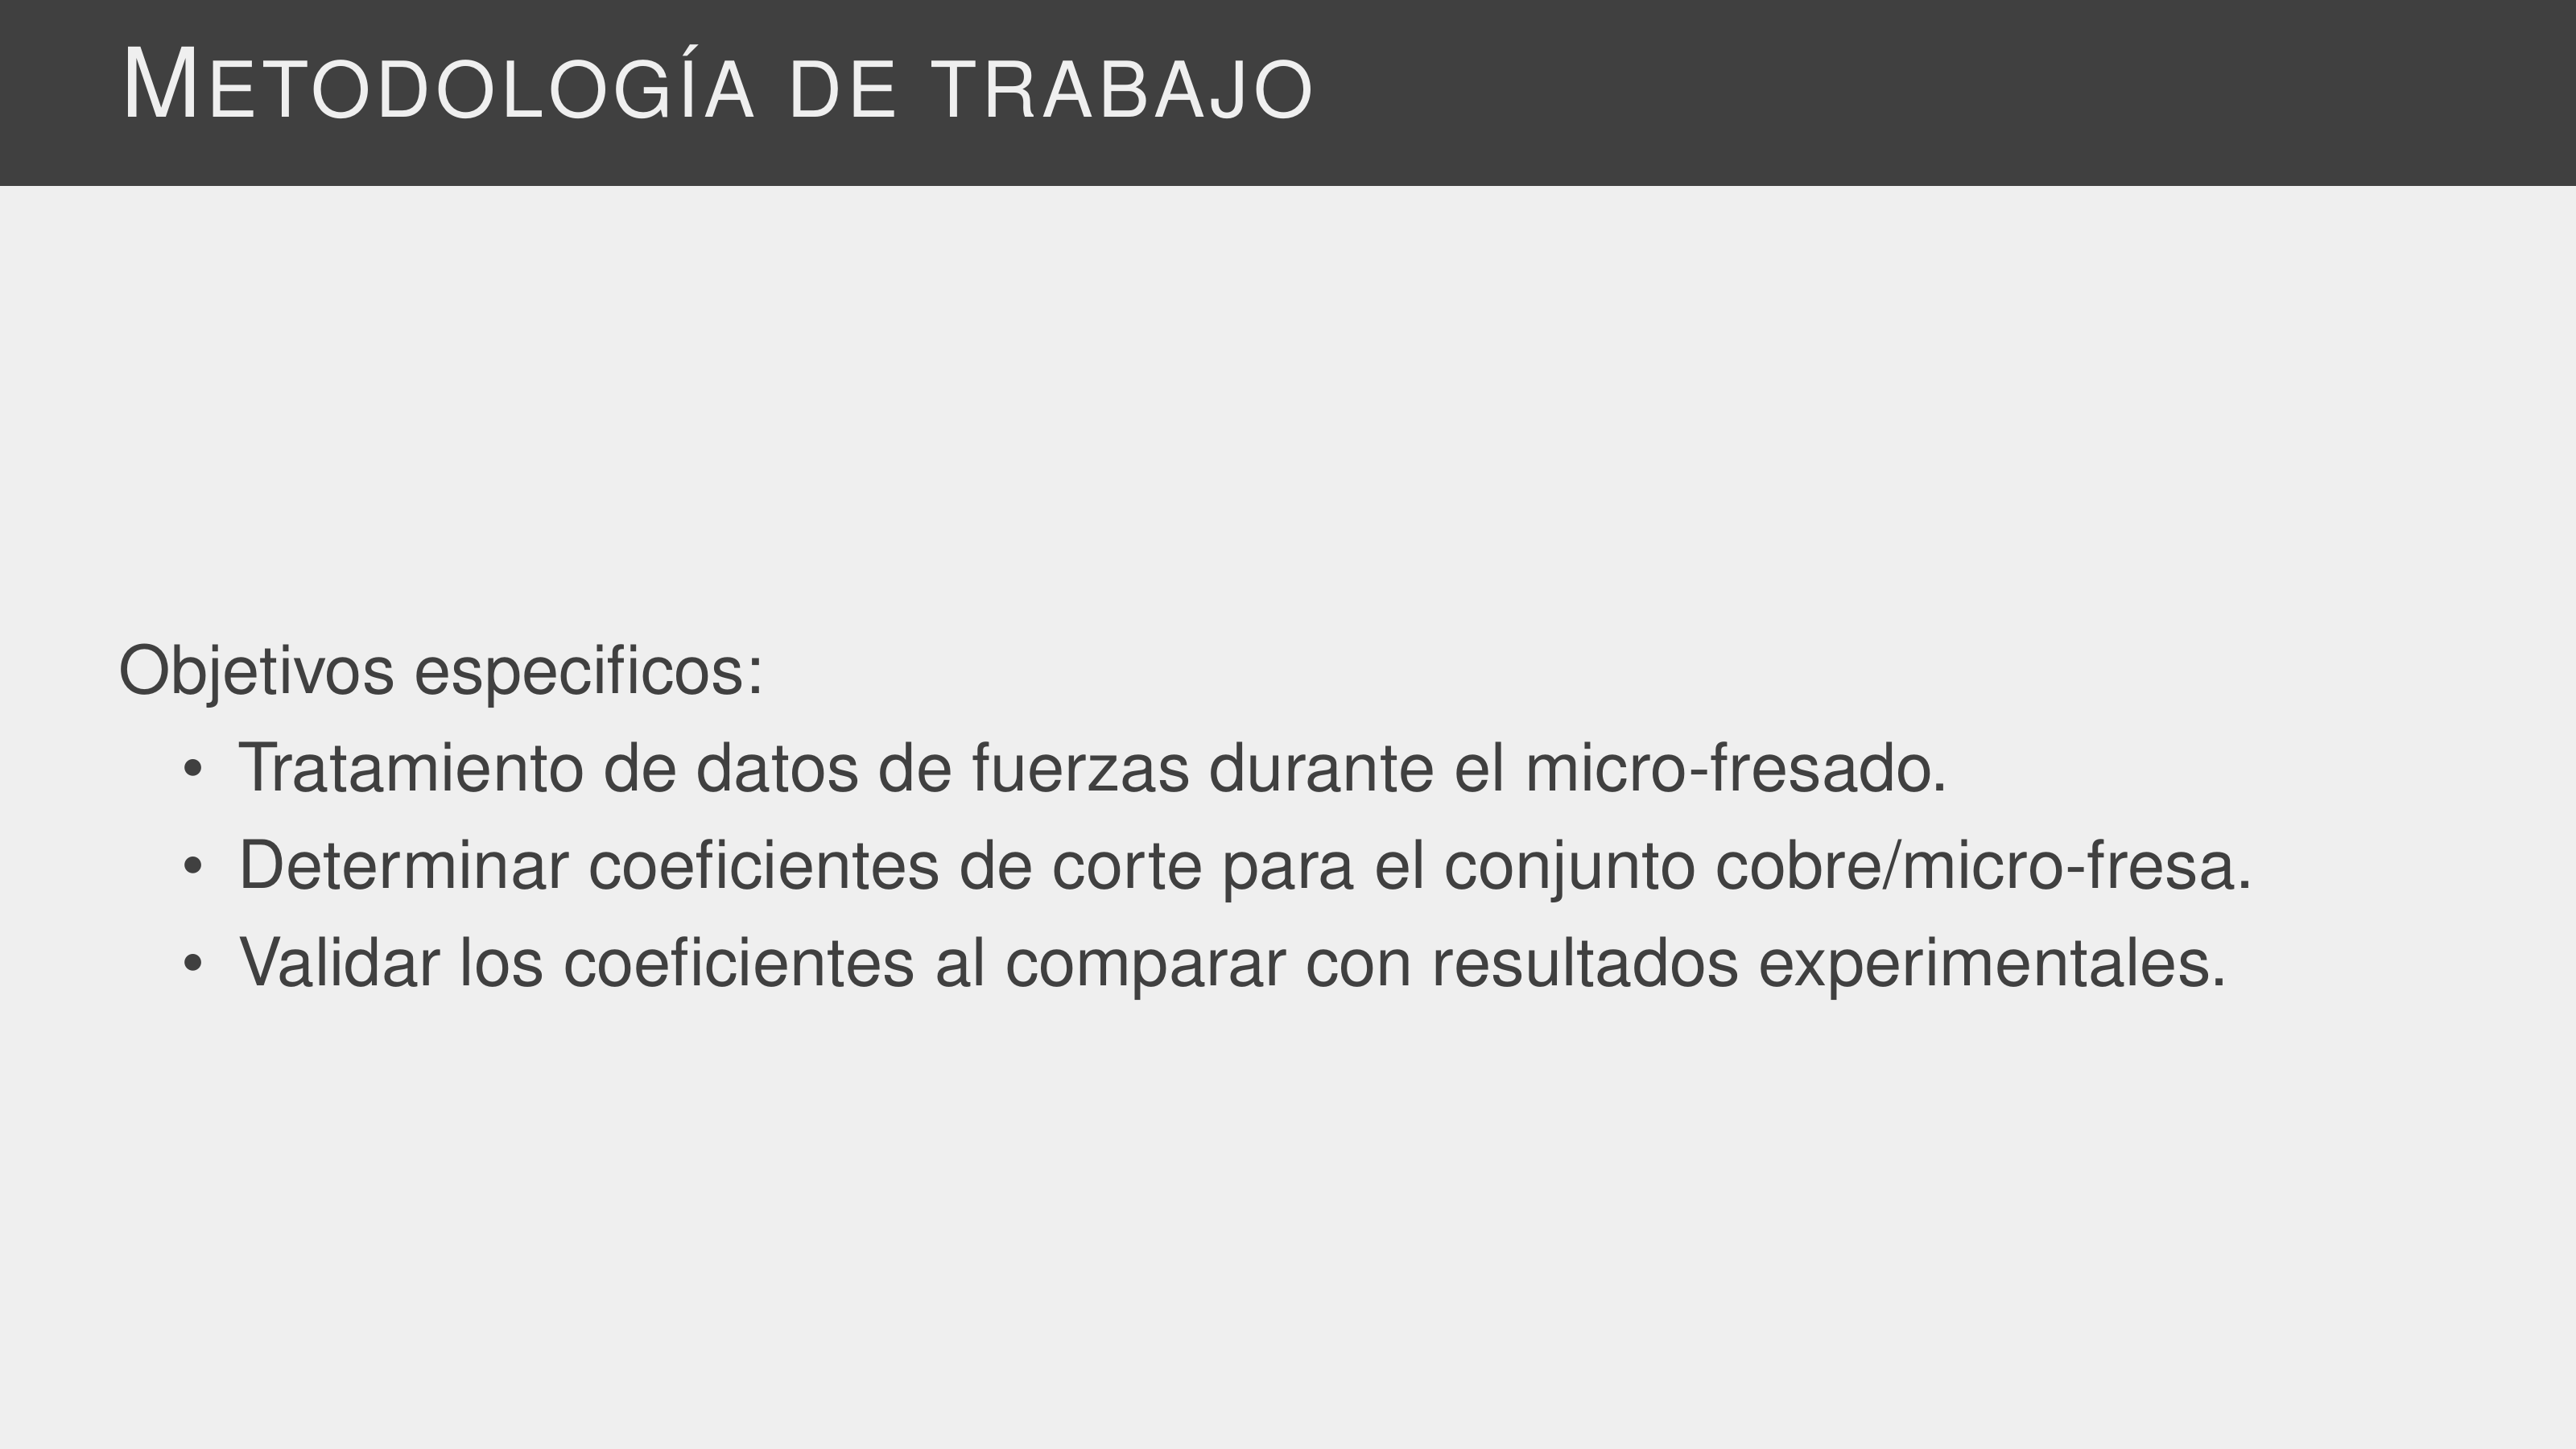 METODOLOGÍA DE TRABAJO
Objetivos especificos:
• Tratamiento de datos de fuerzas durante el micro-fresado.
• Determinar coeficientes de corte para el conjunto cobre/micro-fresa.
• Validar los coeficientes al comparar con resultados experimentales.